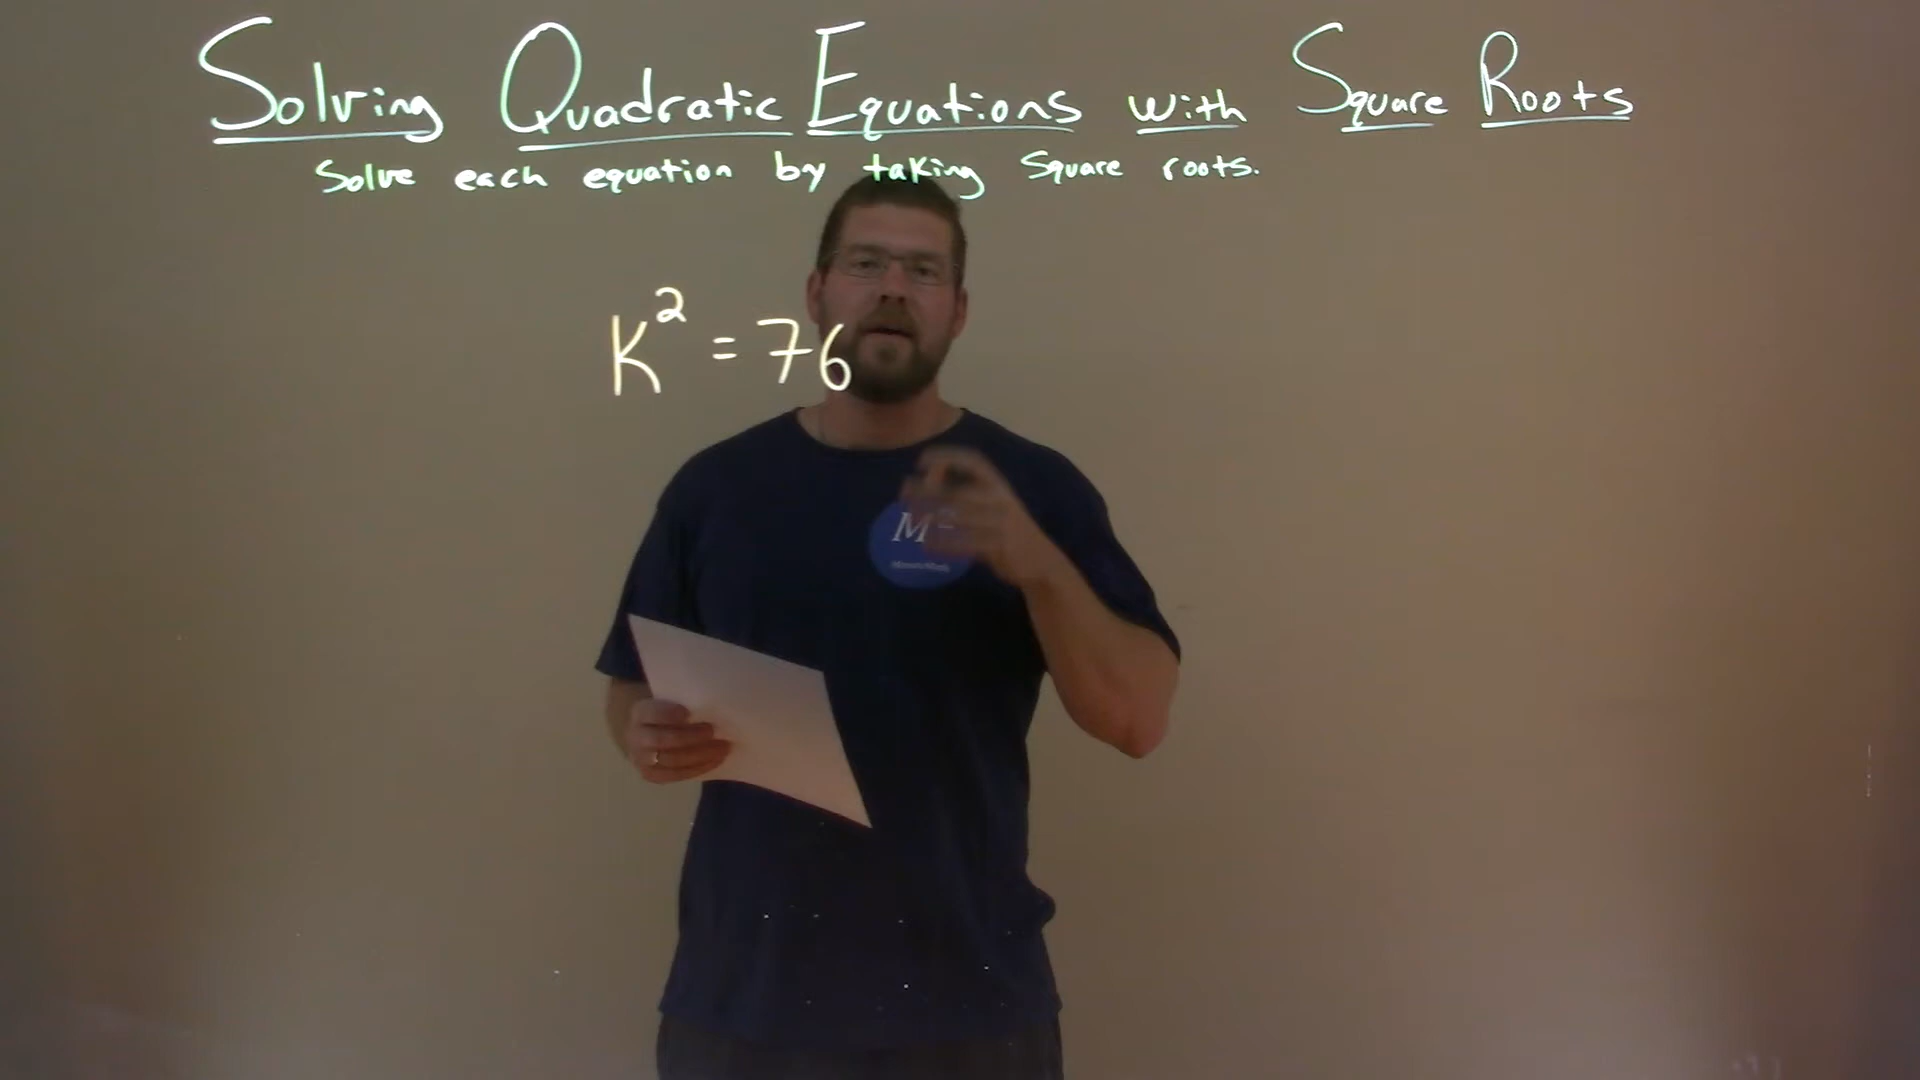 Solving Quadratic Equations with Square Roots
Solve each equation by taking Square roots.
K² = 76
M